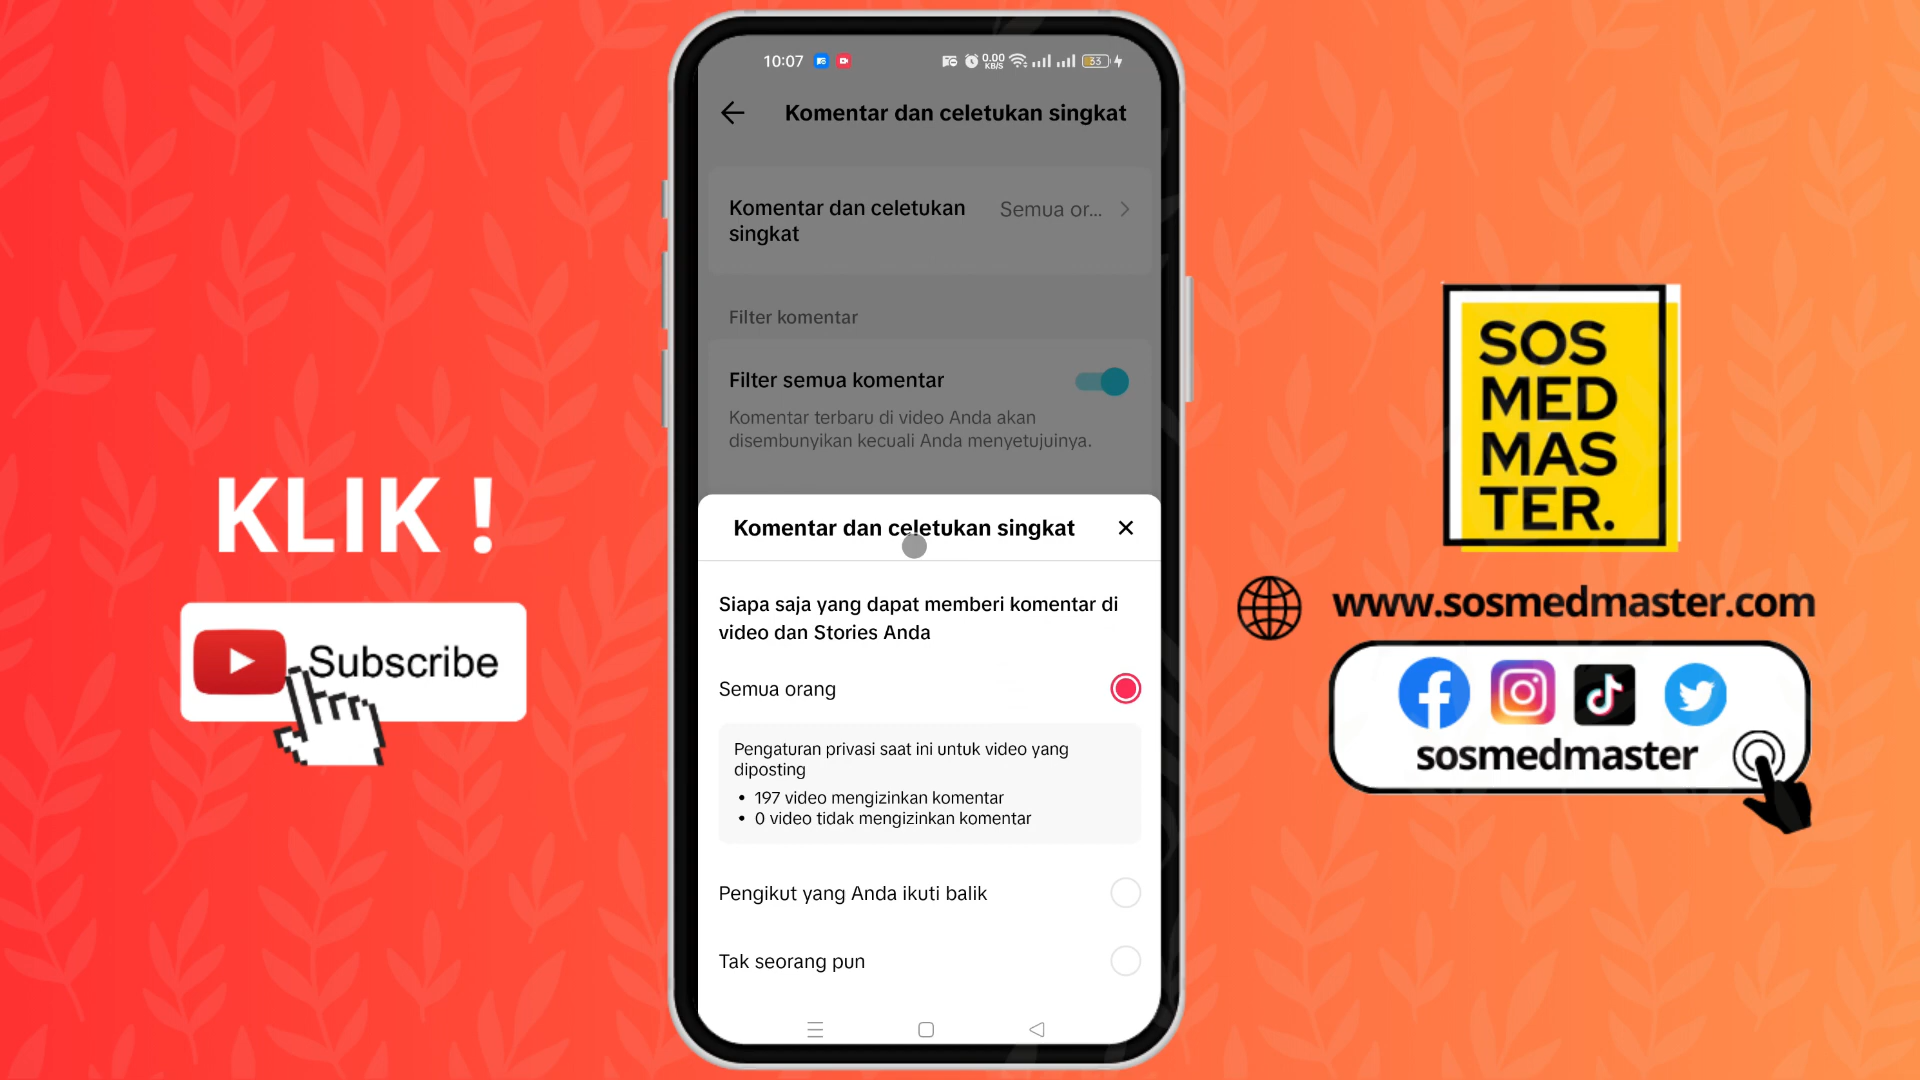 10:07
0.00
KB/S
33
Komentar dan celetukan singkat
Komentar dan celetukan
singkat
Semua or...
Filter komentar
Filter semua komentar
Komentar terbaru di video Anda akan
disembunyikan kecuali Anda menyetujuinya.
Komentar dan celetukan singkat
Siapa saja yang dapat memberi komentar di
video dan Stories Anda
Semua orang
Pengaturan privasi saat ini untuk video yang
diposting
• 197 video mengizinkan komentar
• 0 video tidak mengizinkan komentar
Pengikut yang Anda ikuti balik
Tak seorang pun
KLIK !
Subscribe
SOS
MED
MAS
TER.
www.sosmedmaster.com
sosmedmaster